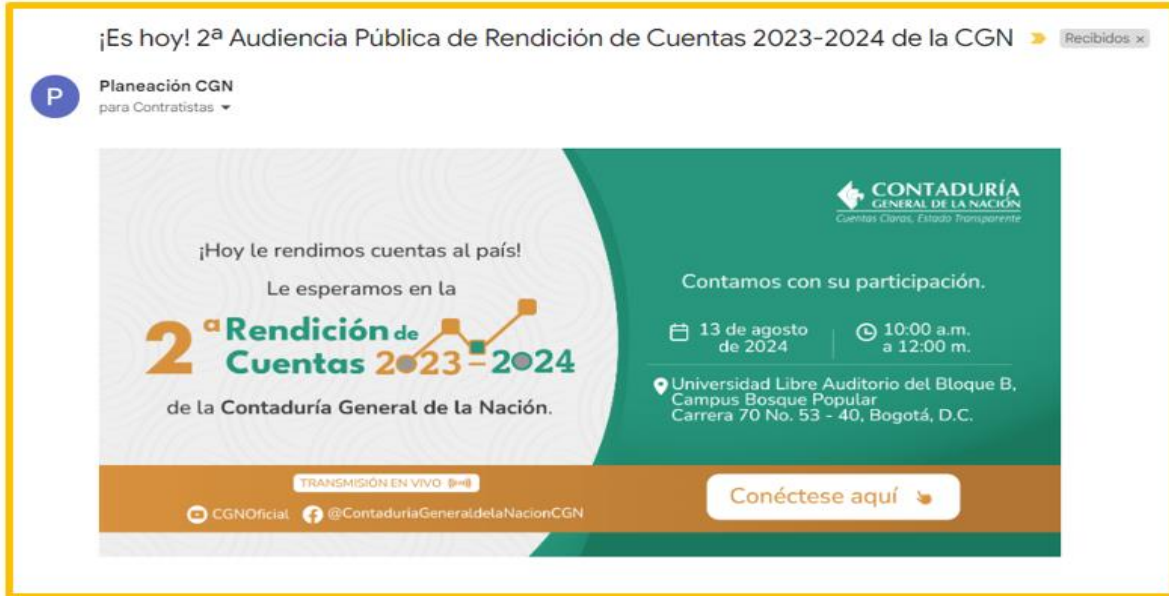 ¡Es hoy! 2ª Audiencia Pública de Rendición de Cuentas 2023-2024 de la CGN
Recibidos x
P
Planeación CGN
para Contratistas
CONTADURÍA
GENERAL DE LA NACIÓN
Cuentas Claras, Estado Transparente
¡Hoy le rendimos cuentas al país!
Le esperamos en la
2ª Rendición de
Cuentas 2023-2024
de la Contaduría General de la Nación.
Contamos con su participación.
13 de agosto
de 2024
10:00 a.m.
a 12:00 m.
Universidad Libre Auditorio del Bloque B,
Campus Bosque Popular
Carrera 70 No. 53 - 40, Bogotá, D.C.
TRANSMISIÓN EN VIVO
CGNOficial @ContaduriaGeneraldelaNacionCGN
Conéctese aquí